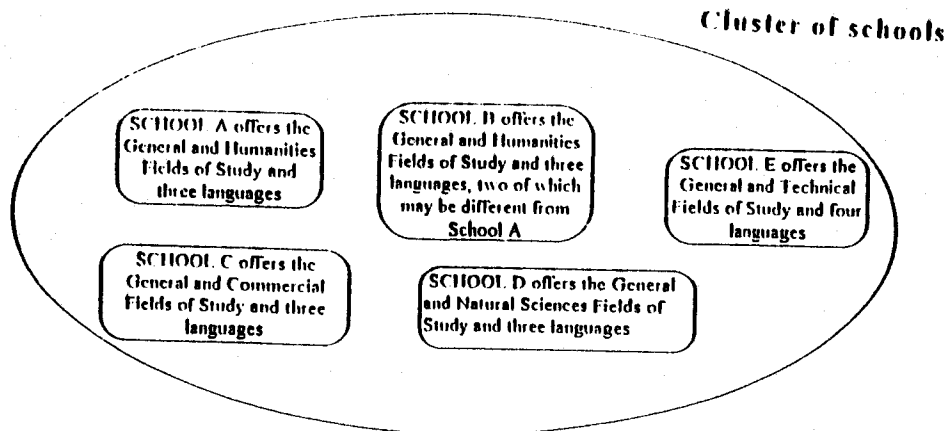 Cluster of schools
SCHOOL A offers the
General and Humanities
Fields of Study and
three languages
SCHOOL B offers the
General and Humanities
Fields of Study and three
languages, two of which
may be different from
School A
SCHOOL E offers the
General and Technical
Fields of Study and four
languages
SCHOOL C offers the
General and Commercial
Fields of Study and three
languages
SCHOOL D offers the General
and Natural Sciences Fields of
Study and three languages